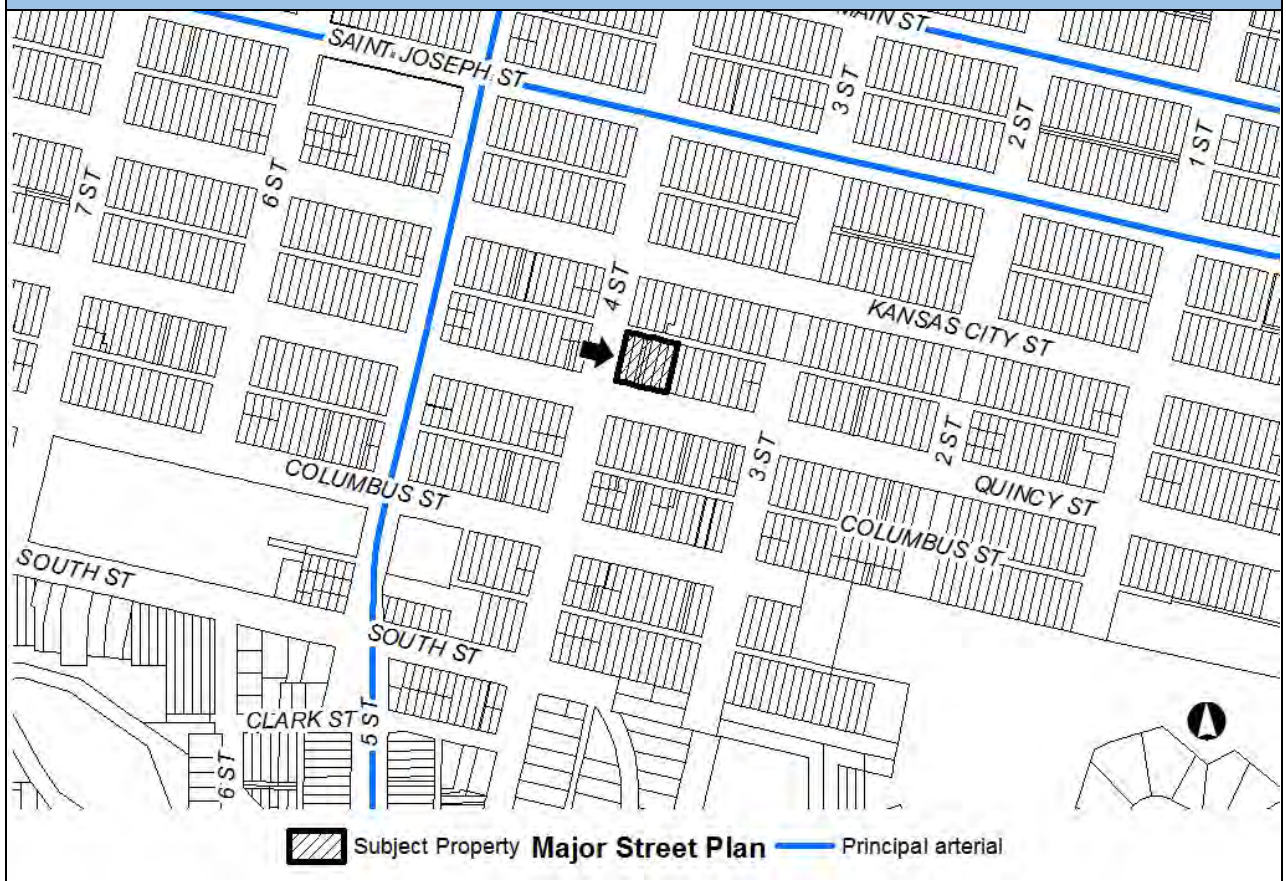 MAIN ST
SAINT JOSEPH ST
3 ST
2 ST
1 ST
7 ST
6 ST
4 ST
KANSAS CITY ST
3 ST
2 ST
QUINCY ST
COLUMBUS ST
COLUMBUS ST
SOUTH ST
SOUTH ST
CLARK ST
5 ST
6 ST
Subject Property Major Street Plan Principal arterial